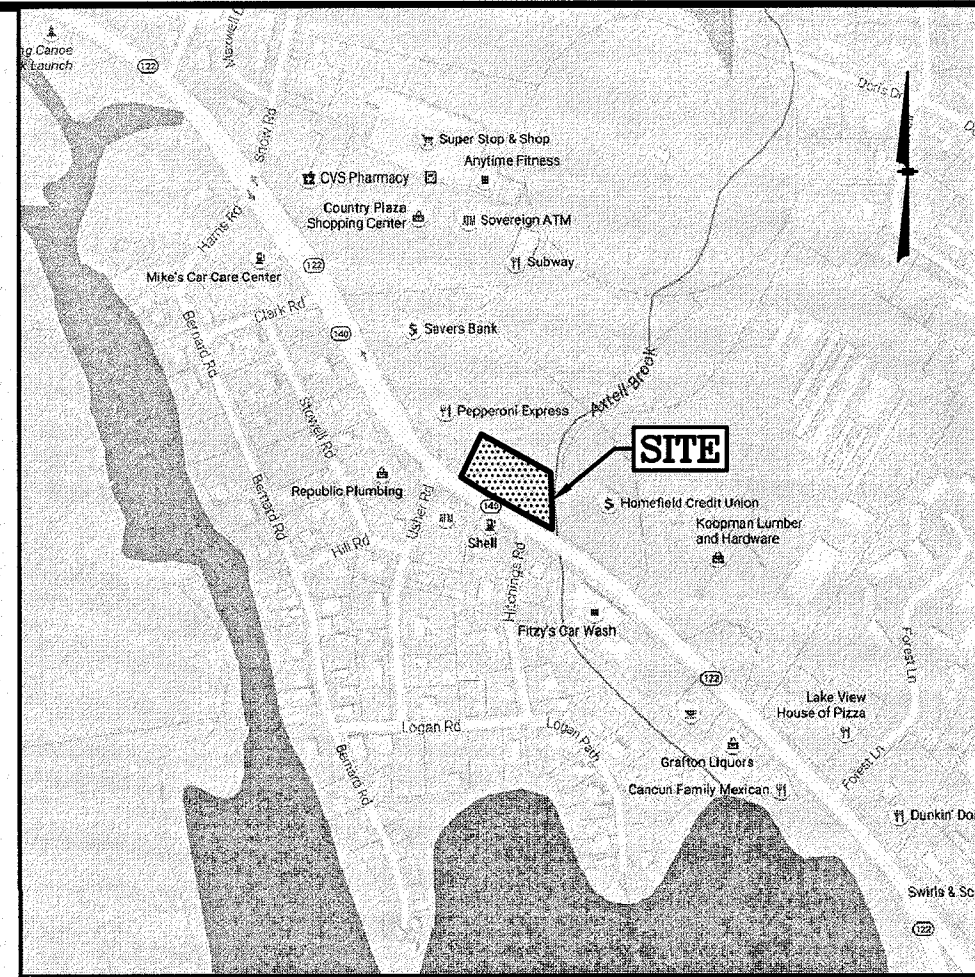 122
Snow Rd
Doris Dr
Super Stop & Shop
Anytime Fitness
CVS Pharmacy
Country Plaza
Shopping Center
Sovereign ATM
Harris Rd
Subway
Mike's Car Care Center
122
Clark Rd
Bernard Rd
140
Savers Bank
Axtell Brook
Stowell Rd
Pepperoni Express
SITE
Republic Plumbing
140
Homefield Credit Union
Bernard Rd
Usher Rd
Shell
Koopman Lumber
and Hardware
Hill Rd
Hitchings Rd
Fitzy's Car Wash
Forest Ln
122
Lake View
House of Pizza
Logan Rd
Logan Path
Bernard Rd
Grafton Liquors
Forest Ln
Cancun Family Mexican
Dunkin' Do
Swirls & Sc
122